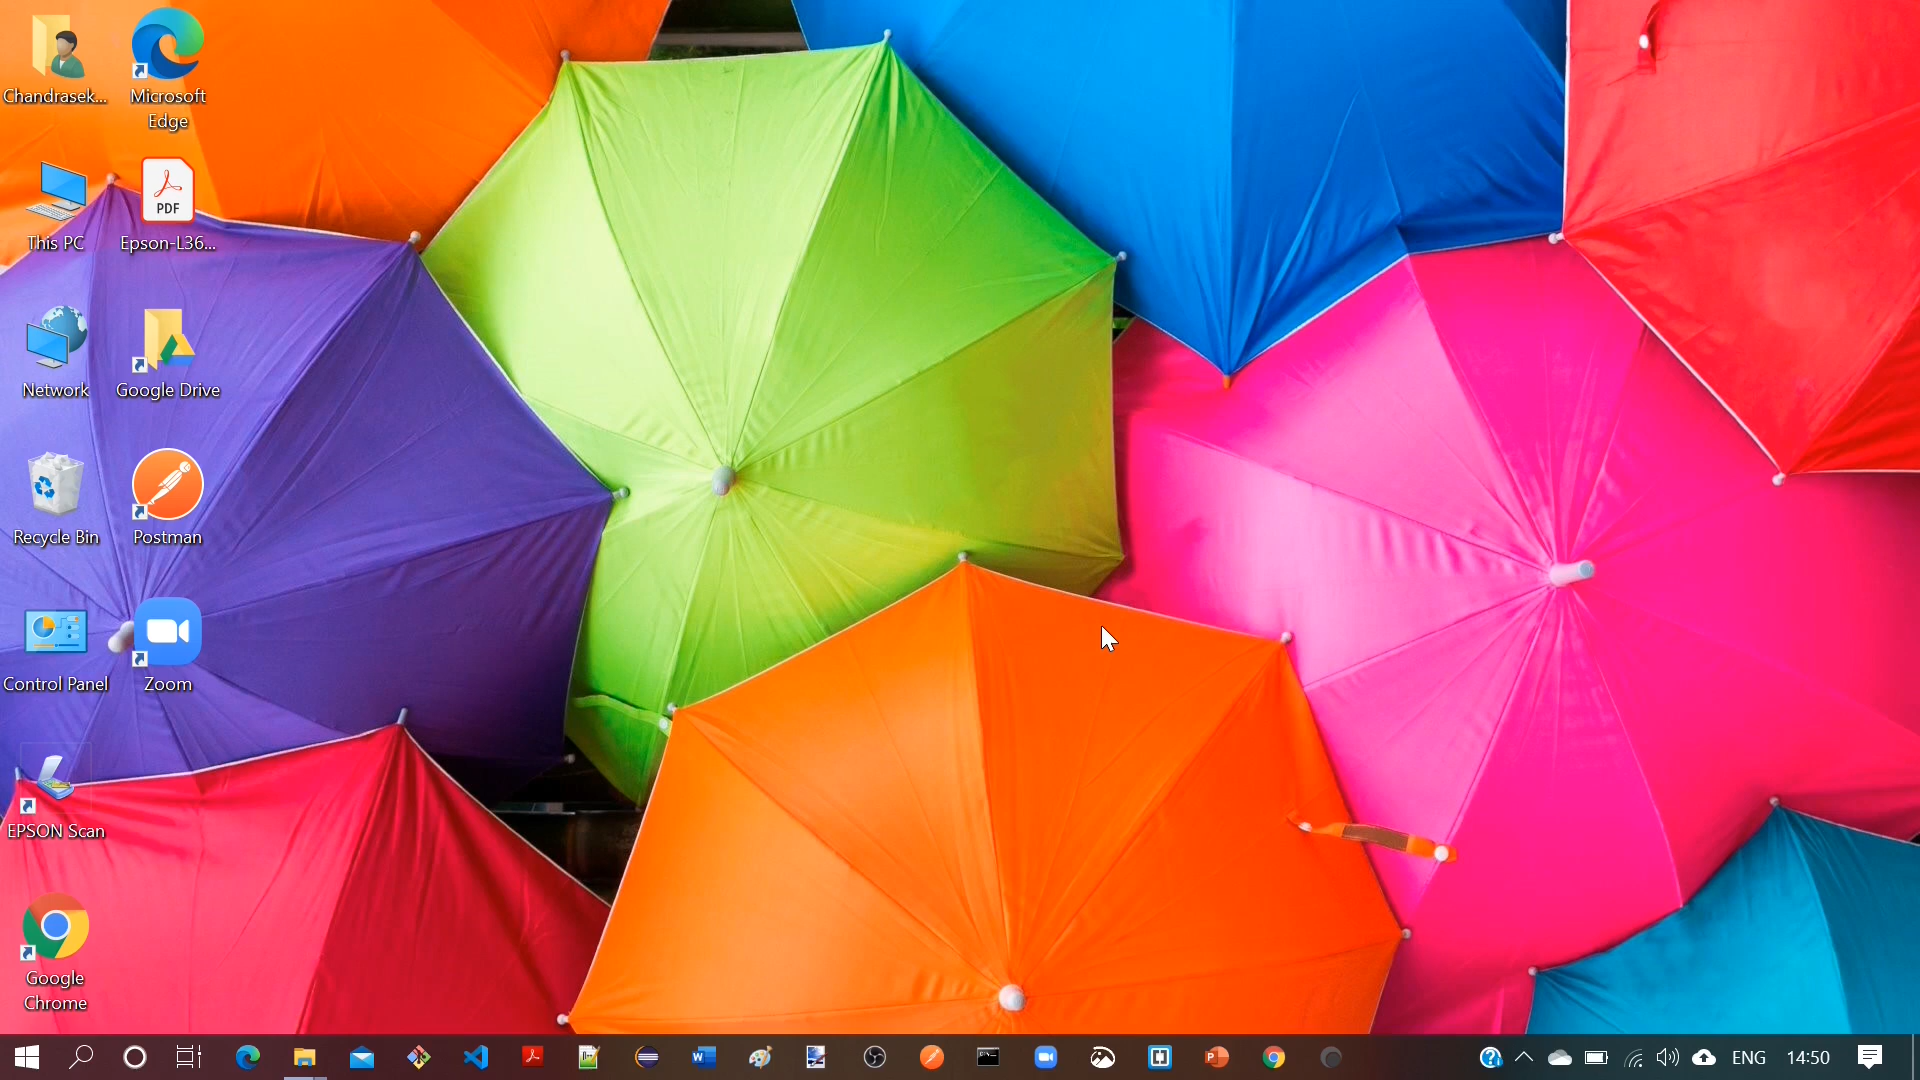 Chandrasek...
Microsoft
Edge
This PC
PDF
Epson-L36...
Network
Google Drive
Recycle Bin
Postman
Control Panel
Zoom
EPSON Scan
Google
Chrome
ENG
14:50